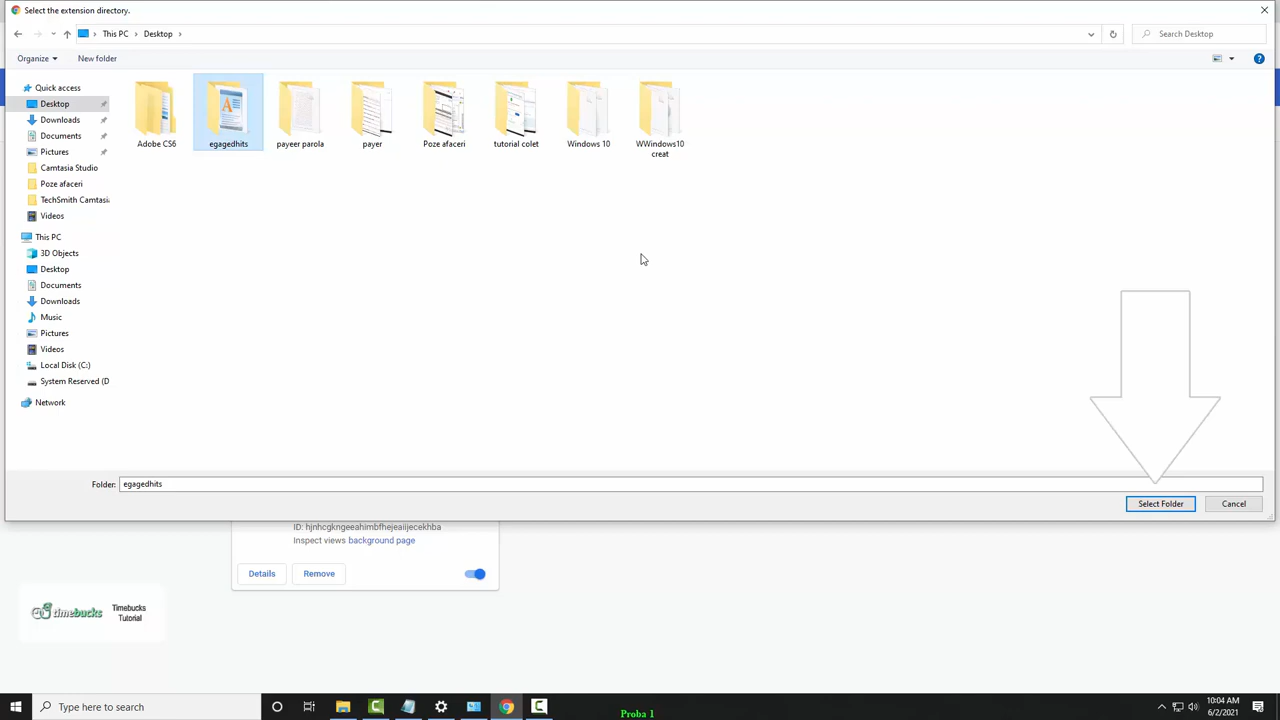 Select the extension directory.
This PC
Desktop
Search Desktop
Organize
New folder
Quick access
Desktop
Downloads
Documents
Pictures
Camtasia Studio
Poze afaceri
TechSmith Camtasi
Videos
This PC
3D Objects
Desktop
Documents
Downloads
Music
Pictures
Videos
Local Disk (C:)
System Reserved (D
Network
Adobe CS6
egagedhits
payeer parola
payer
Poze afaceri
tutorial colet
Windows 10
WWindows10
creat
Folder:
egagedhits
Select Folder
Cancel
ID: hjnhcgkngeeahimbfhejeaiijecekhba
Inspect views background page
Details
Remove
timebucks
Timebucks
Tutorial
Type here to search
10:04 AM
6/2/2021
Proba 1